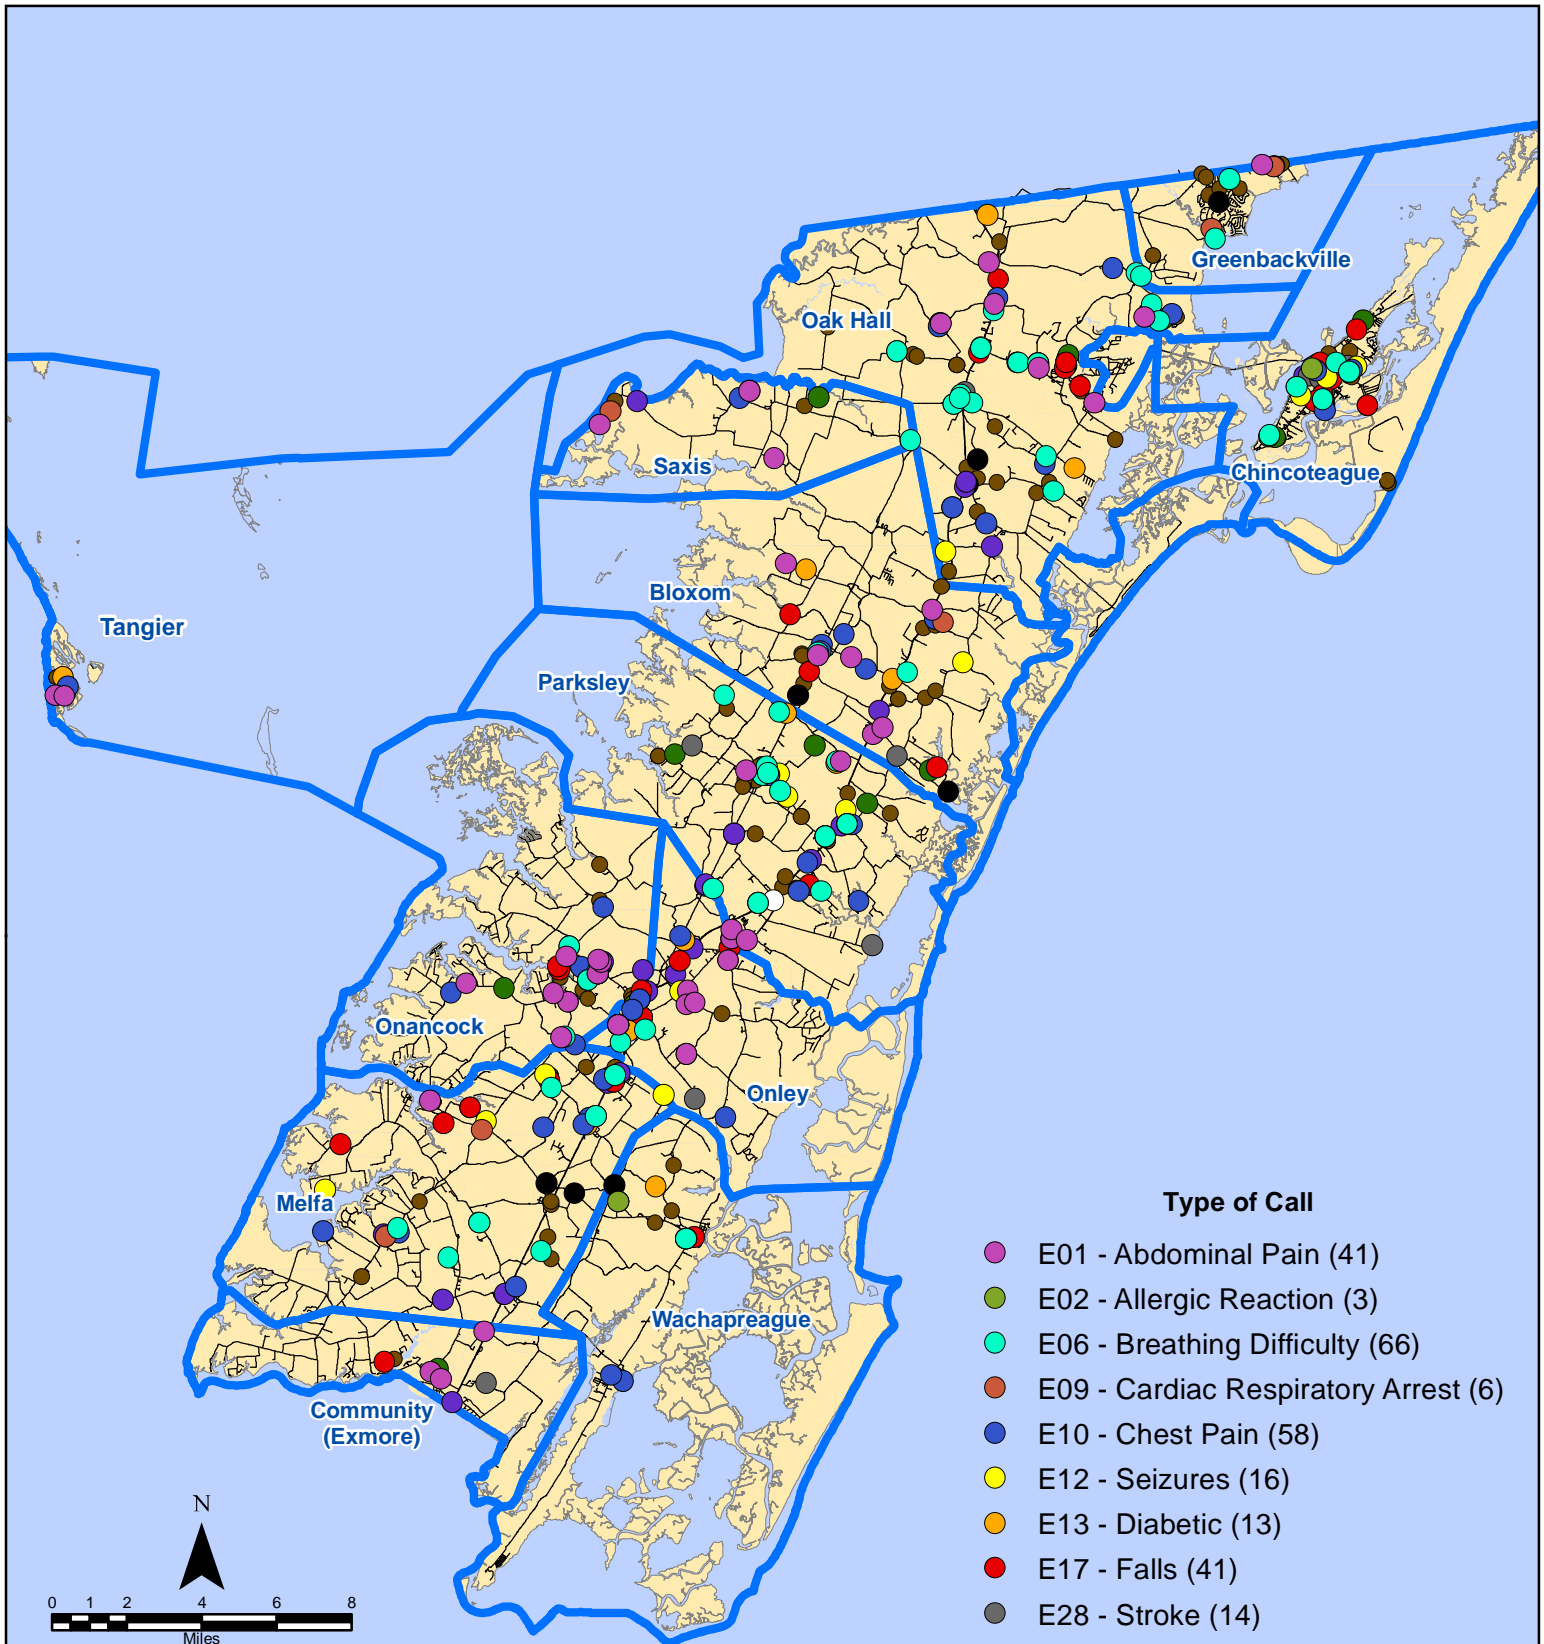 Greenbackville
Oak Hall
Saxis
Chincoteague
Bloxom
Tangier
Parksley
Onancock
Onley
Melfa
Wachapreague
Community
(Exmore)
Type of Call
E01 - Abdominal Pain (41)
E02 - Allergic Reaction (3)
E06 - Breathing Difficulty (66)
E09 - Cardiac Respiratory Arrest (6)
E10 - Chest Pain (58)
E12 - Seizures (16)
E13 - Diabetic (13)
E17 - Falls (41)
E28 - Stroke (14)
N
0 1 2 4 6 8
Miles